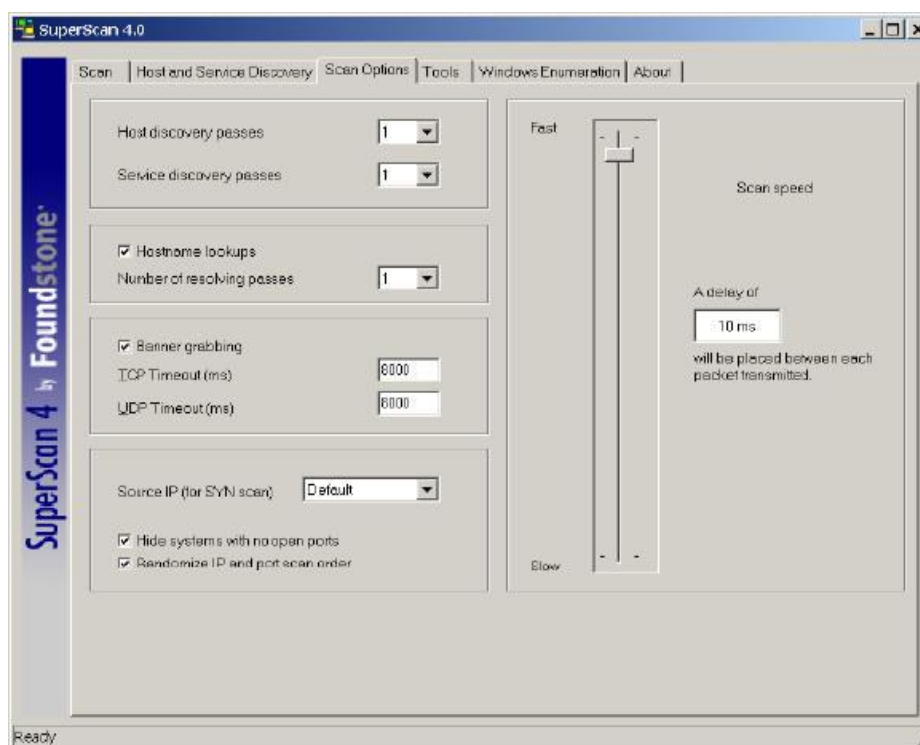 SuperScan 4.0
Scan
Host and Service Discovery
Scan Options
Tools
Windows Enumeration
About
SuperScan 4 by Foundstone
Host discovery passes
1
Service discovery passes
1
Hostname lookups
Number of resolving passes
1
Banner grabbing
TCP Timeout (ms)
8000
UDP Timeout (ms)
8000
Source IP (for SYN scan)
Default
Hide systems with no open ports
Randomize IP and port scan order
Fast
Slow
Scan speed
A delay of
10 ms
will be placed between each
packet transmitted.
Ready